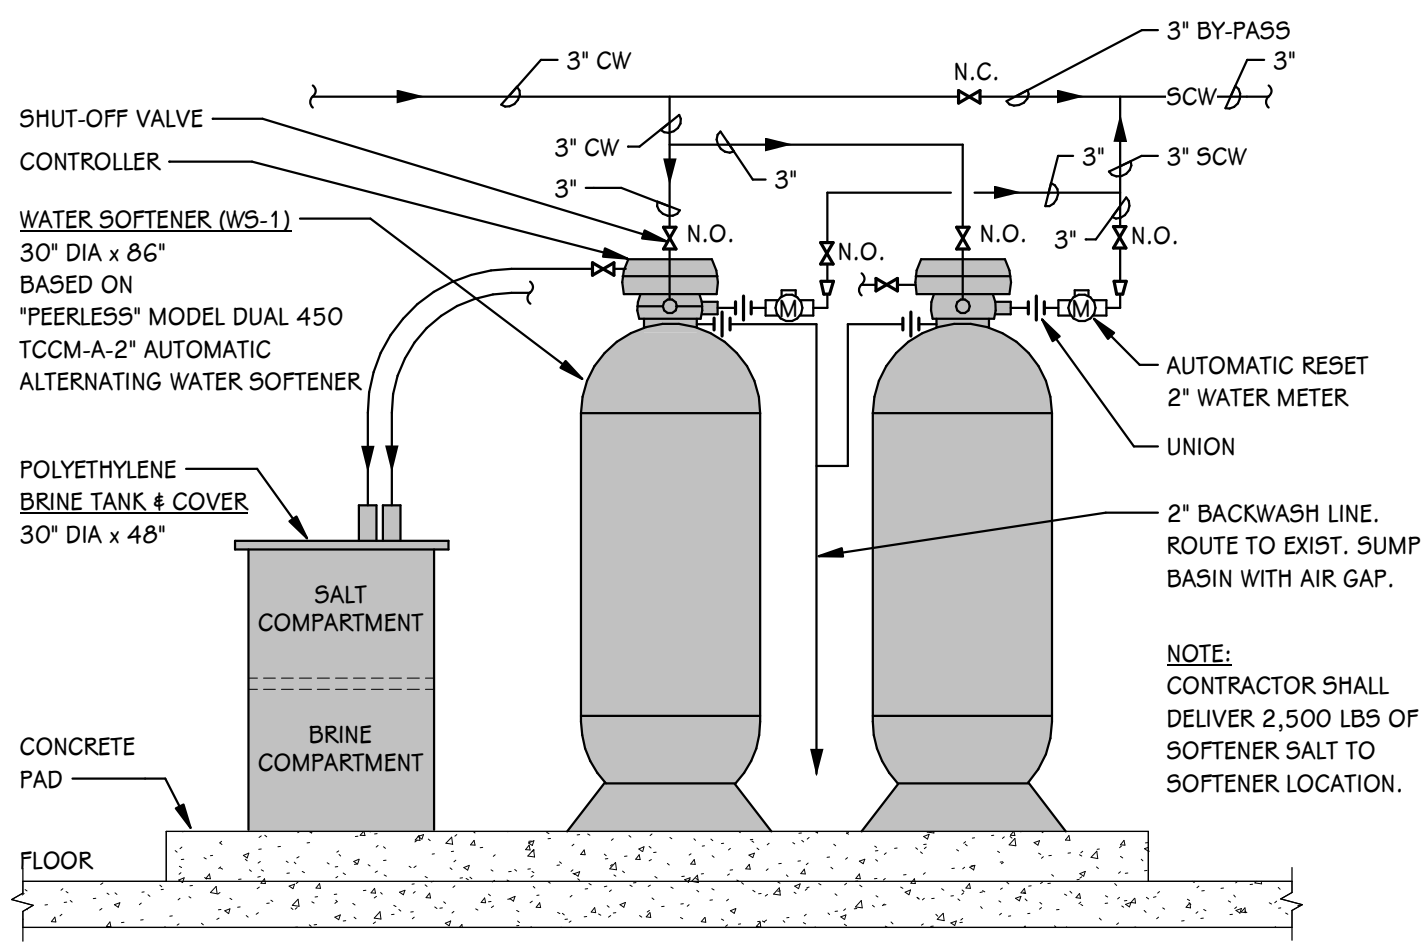 3" BY-PASS
3" CW
N.C.
3"
SCW
SHUT-OFF VALVE
3" CW
3"
3"
3" SCW
CONTROLLER
3"
WATER SOFTENER (WS-1)
30" DIA x 86"
BASED ON
"PEERLESS" MODEL DUAL 450
TCCM-A-2" AUTOMATIC
ALTERNATING WATER SOFTENER
N.O.
N.O.
N.O.
3"
N.O.
M
M
AUTOMATIC RESET
2" WATER METER
UNION
POLYETHYLENE
BRINE TANK & COVER
30" DIA x 48"
2" BACKWASH LINE.
ROUTE TO EXIST. SUMP
BASIN WITH AIR GAP.
SALT
COMPARTMENT
BRINE
COMPARTMENT
NOTE:
CONTRACTOR SHALL
DELIVER 2,500 LBS OF
SOFTENER SALT TO
SOFTENER LOCATION.
CONCRETE
PAD
FLOOR